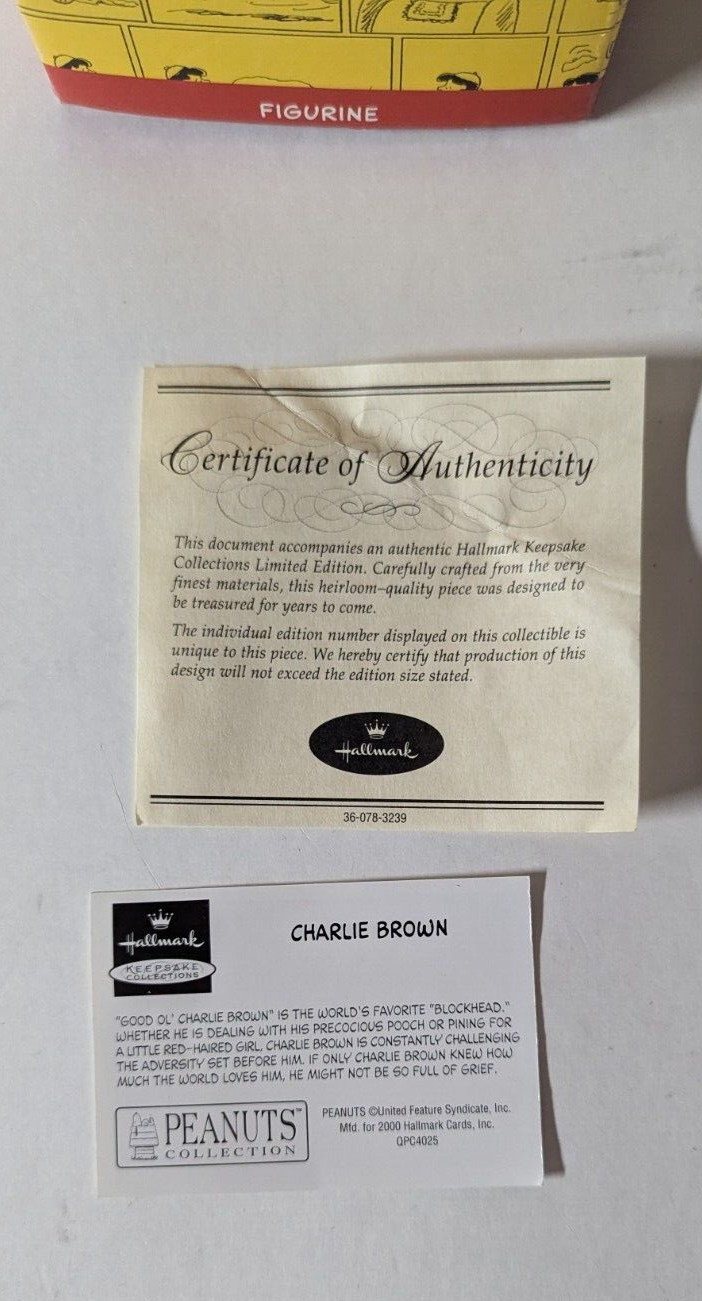 FIGURINE
Certificate of Authenticity
This document accompanies an authentic Hallmark Keepsake
Collections Limited Edition. Carefully crafted from the very
finest materials, this heirloom-quality piece was designed to
be treasured for years to come.
The individual edition number displayed on this collectible is
unique to this piece. We hereby certify that production of this
design will not exceed the edition size stated.
Hallmark
36-078-3239
Hallmark
KEEPSAKE
COLLECTIONS
CHARLIE BROWN
"GOOD OL' CHARLIE BROWN" IS THE WORLD'S FAVORITE "BLOCKHEAD."
WHETHER HE IS DEALING WITH HIS PRECOCIOUS POOCH OR PINING FOR
A LITTLE RED-HAIRED GIRL, CHARLIE BROWN IS CONSTANTLY CHALLENGING
THE ADVERSITY SET BEFORE HIM. IF ONLY CHARLIE BROWN KNEW HOW
MUCH THE WORLD LOVES HIM, HE MIGHT NOT BE SO FULL OF GRIEF.
PEANUTS™
COLLECTION
PEANUTS ©United Feature Syndicate, Inc.
Mfd. for 2000 Hallmark Cards, Inc.
QPC4025